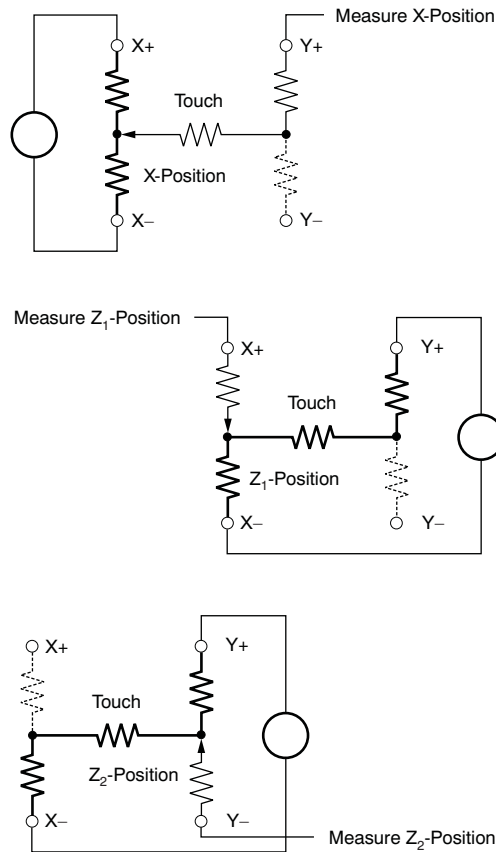 Measure X-Position
X+ Y+
Touch
X-Position
X– Y–
Measure Z₁-Position
X+ Y+
Touch
Z₁-Position
X– Y–
X+ Y+
Touch
Z₂-Position
X– Y–
Measure Z₂-Position